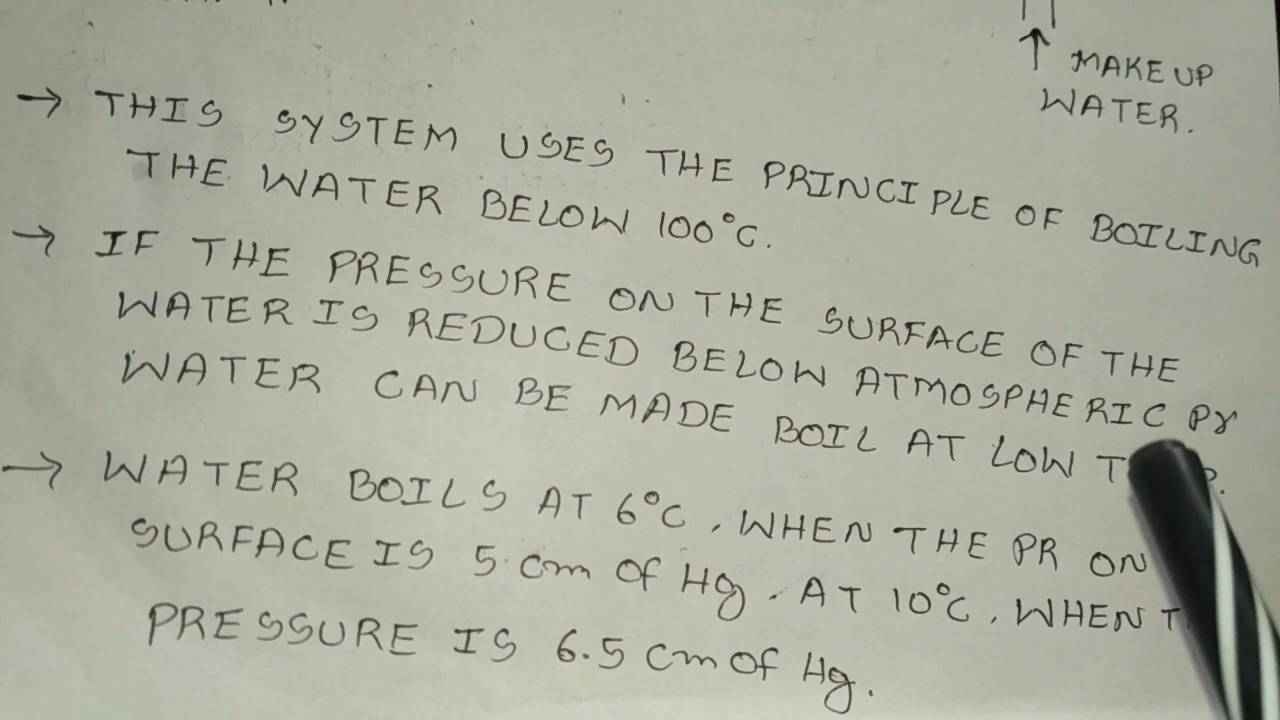 ↑ MAKE UP
WATER.
→ THIS SYSTEM USES THE PRINCIPLE OF BOILING
THE WATER BELOW 100°C.
→ IF THE PRESSURE ON THE SURFACE OF THE
WATER IS REDUCED BELOW ATMOSPHERIC Pr
WATER CAN BE MADE BOIL AT LOW
→ WATER BOILS AT 6°C, WHEN THE PR ON
SURFACE IS 5 cm of Hg. AT 10°C, WHEN
PRESSURE IS 6.5 cm of Hg.